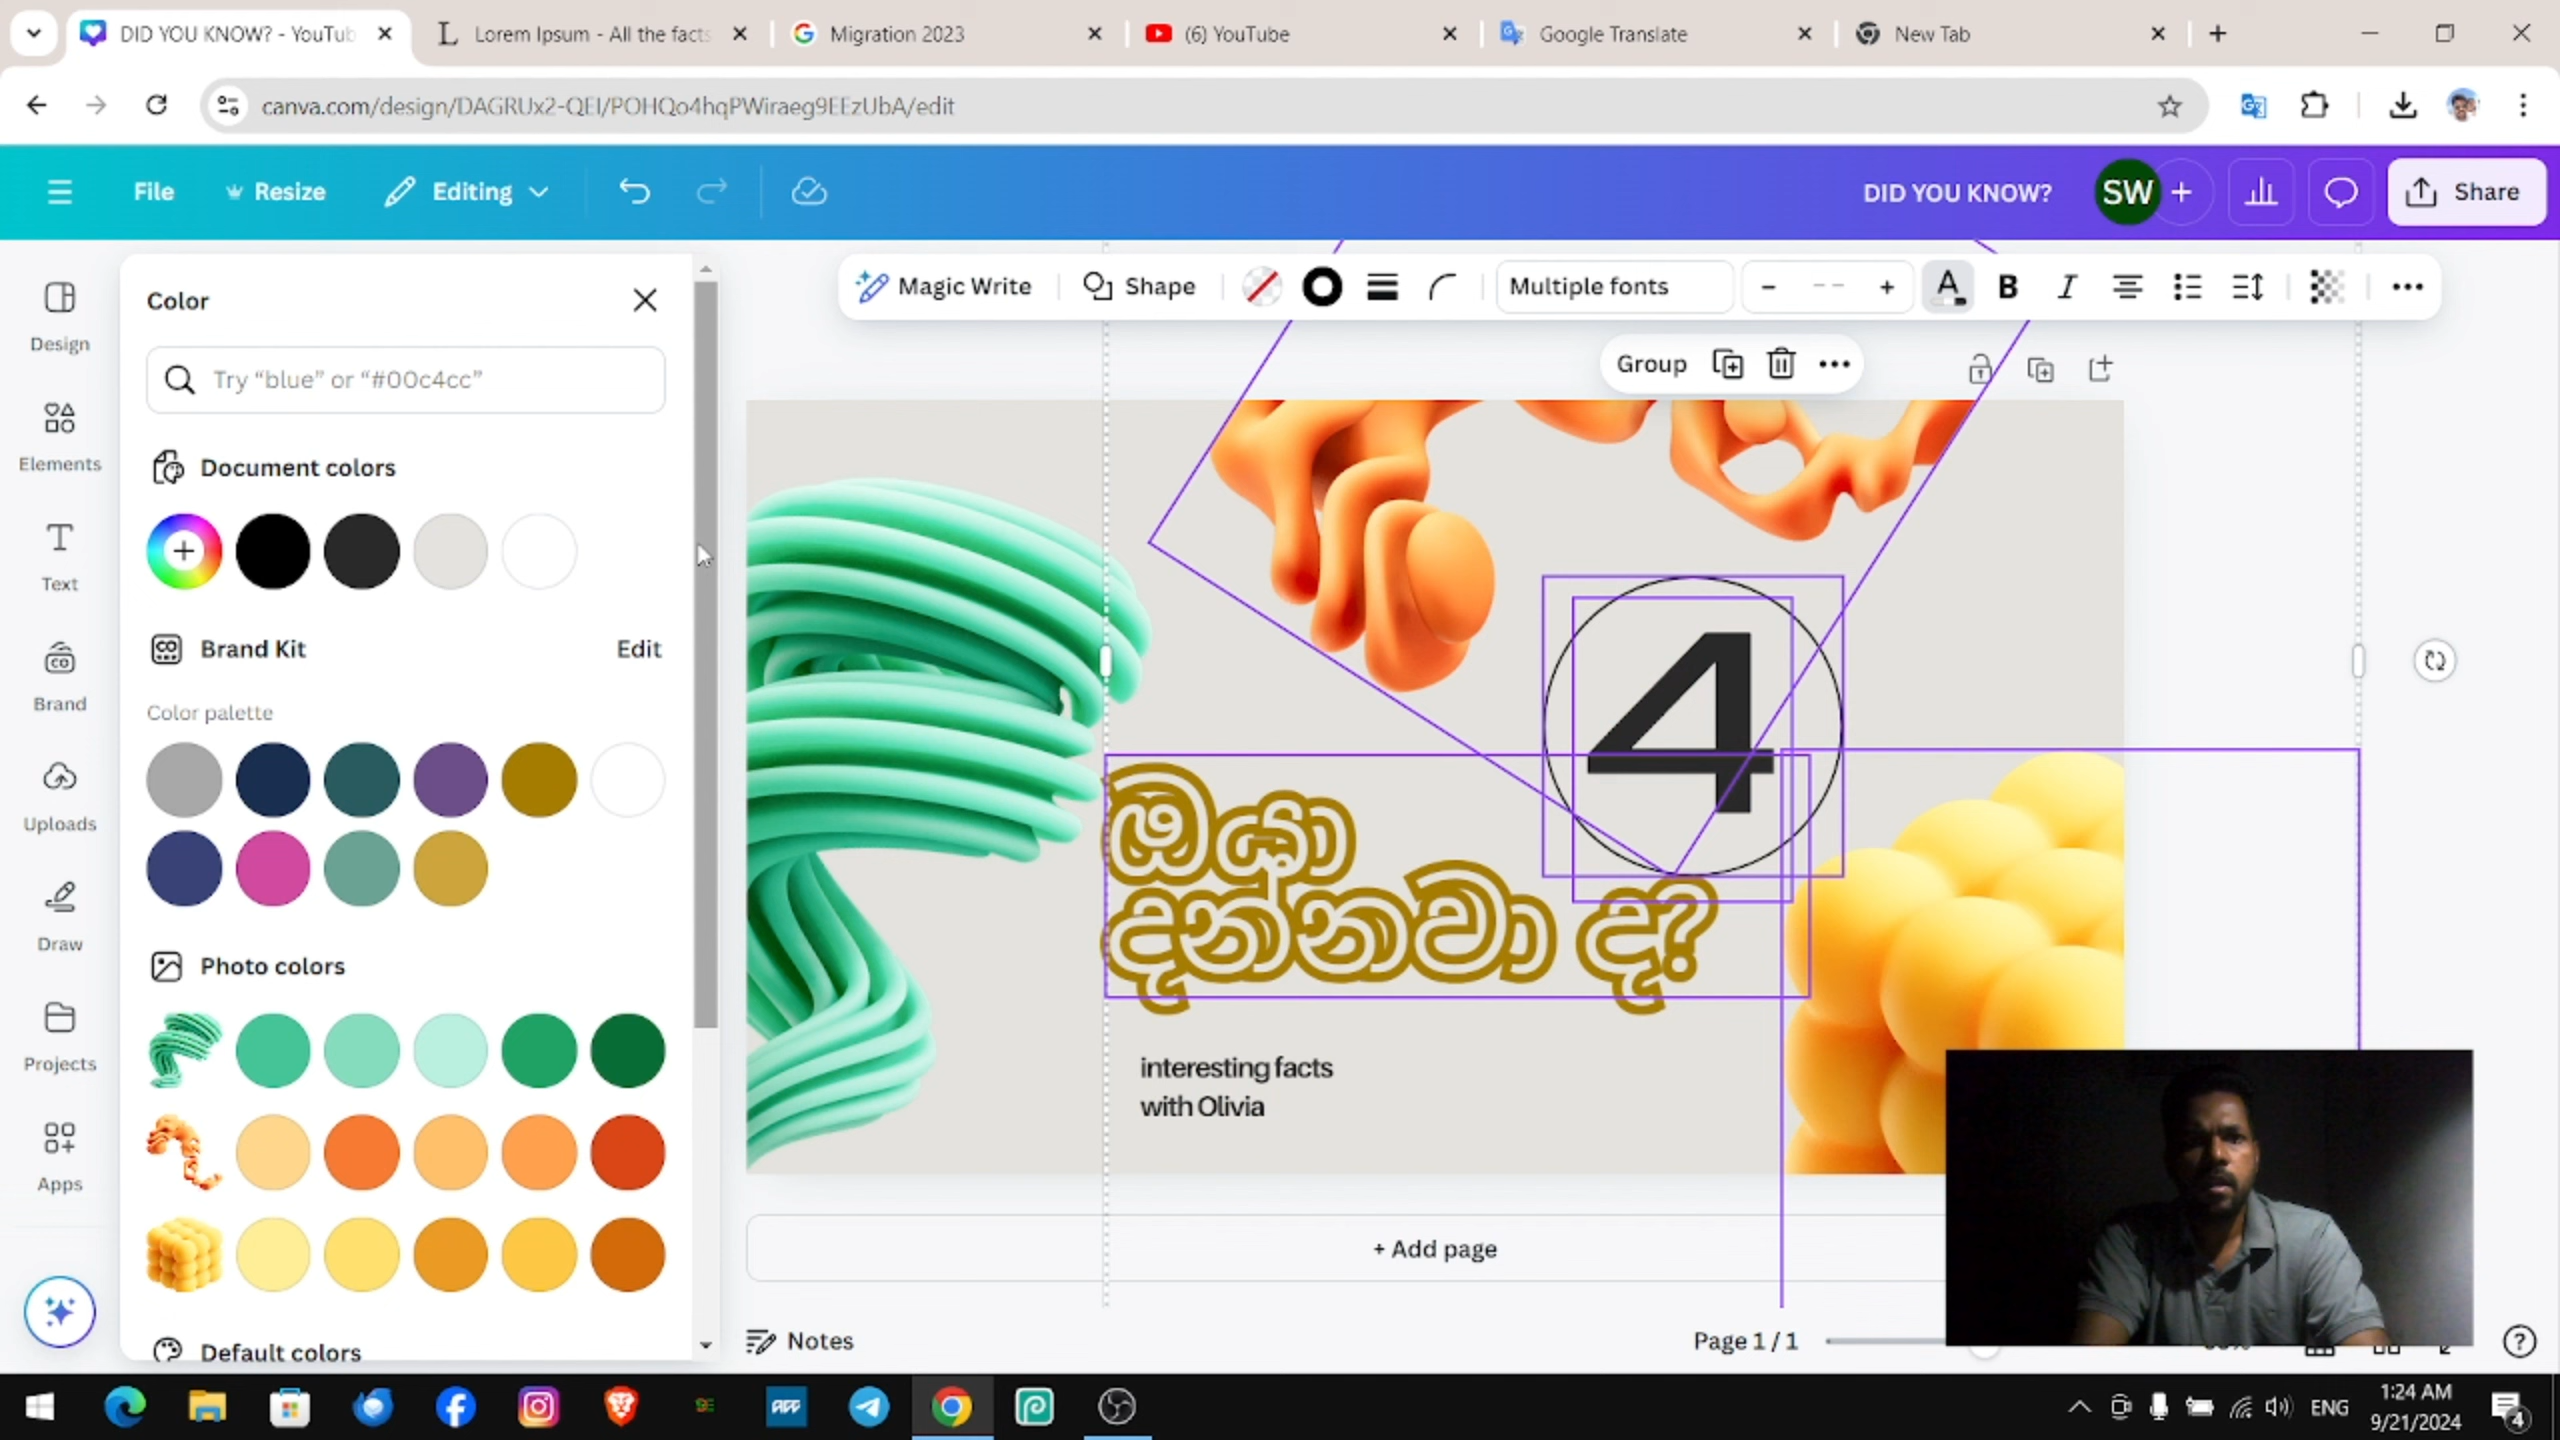 DID YOU KNOW? - YouTub
Lorem Ipsum - All the facts
Migration 2023
(6) YouTube
Google Translate
New Tab
canva.com/design/DAGRUx2-QEI/POHQo4hqPWiraeg9EEzUbA/edit
File
Resize
Editing
DID YOU KNOW?
SW
Share
Design
Elements
Text
Brand
Uploads
Draw
Projects
Apps
Color
Try “blue” or “#00c4cc”
Document colors
Brand Kit
Edit
Color palette
Photo colors
Default colors
Magic Write
Shape
Multiple fonts
Group
4
ඔයා
දන්නවා ද?
interesting facts
with Olivia
+ Add page
Notes
Page 1 / 1
ENG
1:24 AM
9/21/2024
4